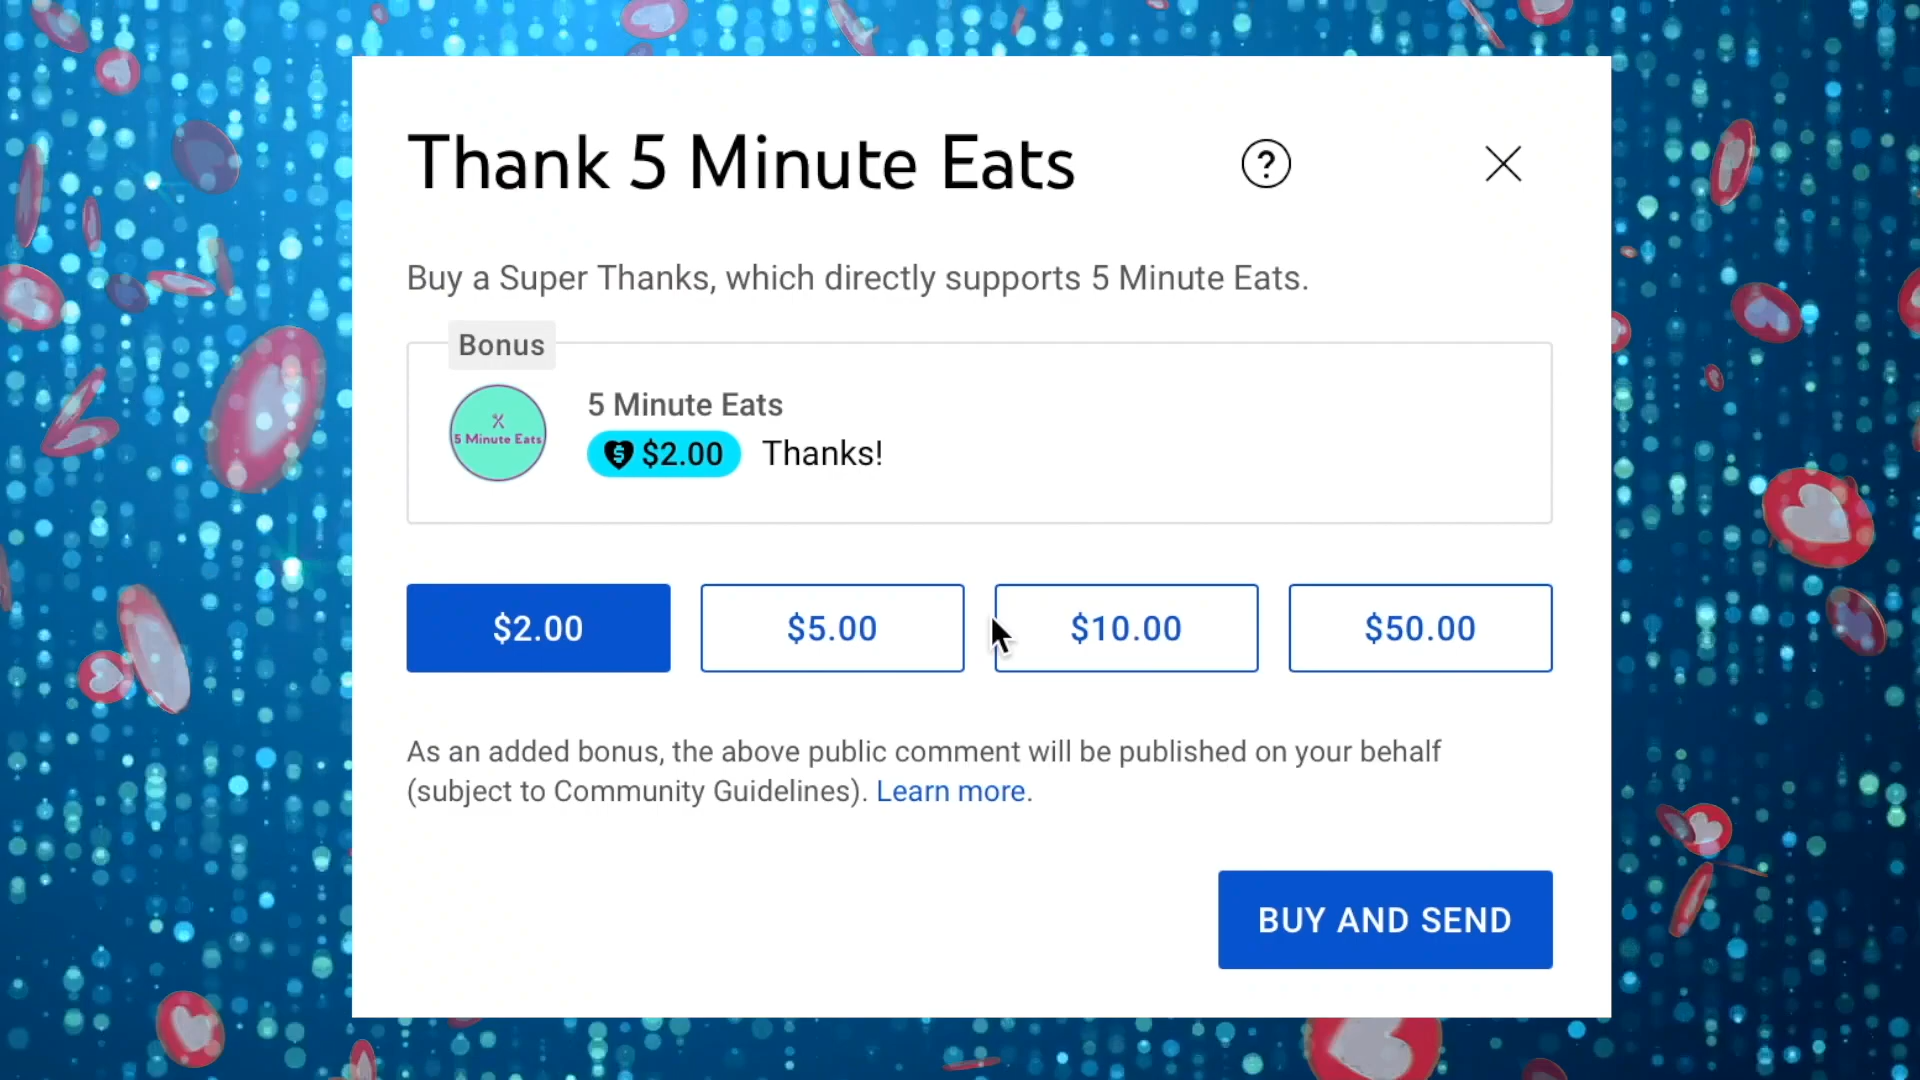 Thank 5 Minute Eats
?
Buy a Super Thanks, which directly supports 5 Minute Eats.
Bonus
5 Minute Eats
5 Minute Eats
$2.00 Thanks!
$2.00 $5.00 $10.00 $50.00
As an added bonus, the above public comment will be published on your behalf
(subject to Community Guidelines). Learn more.
BUY AND SEND